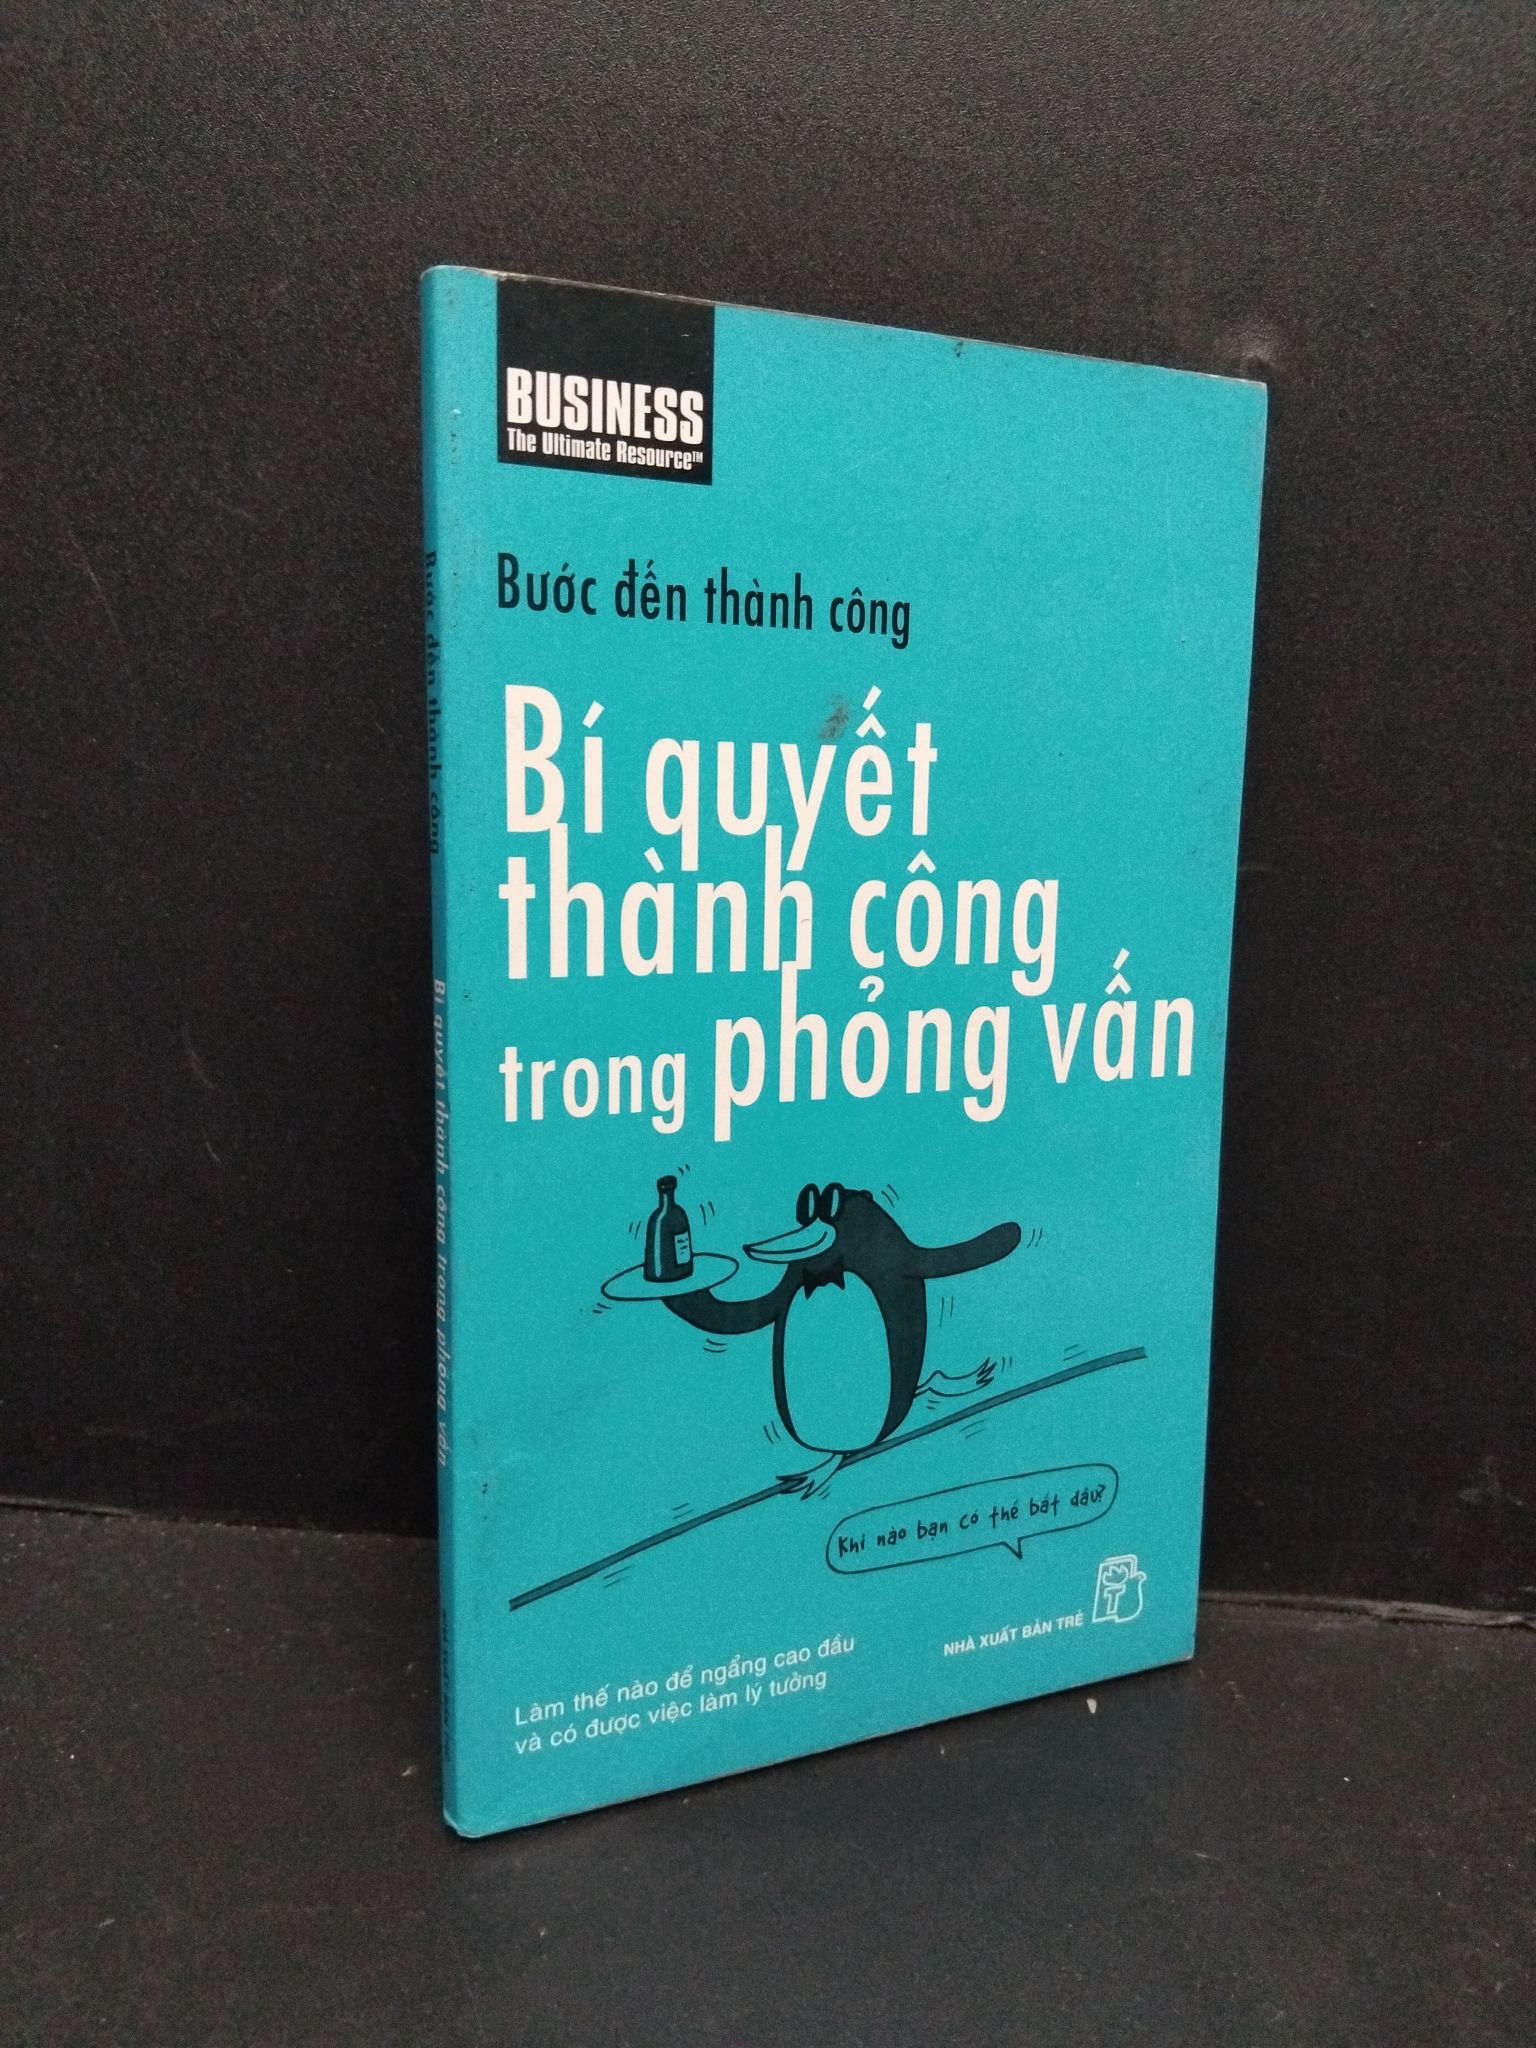 BUSINESS
The Ultimate Resource™
Bước đến thành công
Bí quyết
thành công
trong phỏng vấn
Khi nào bạn có thể bắt đầu?
NHÀ XUẤT BẢN TRẺ
Làm thế nào để ngẩng cao đầu
và có được việc làm lý tưởng
Bước đến thành công
Bí quyết thành công trong phỏng vấn